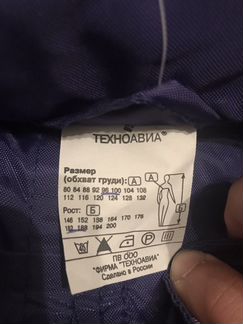 ТЕХНОАВИА®
Размер
(обхват груди): А
80 84 88 92 96 100 104 108
112 116 120 124 128 132
Рост: Б
146 152 158 164 170 176
182 188 194 200
А
А
Б
ПВ ООО
"ФИРМА "ТЕХНОАВИА"
Сделано в России